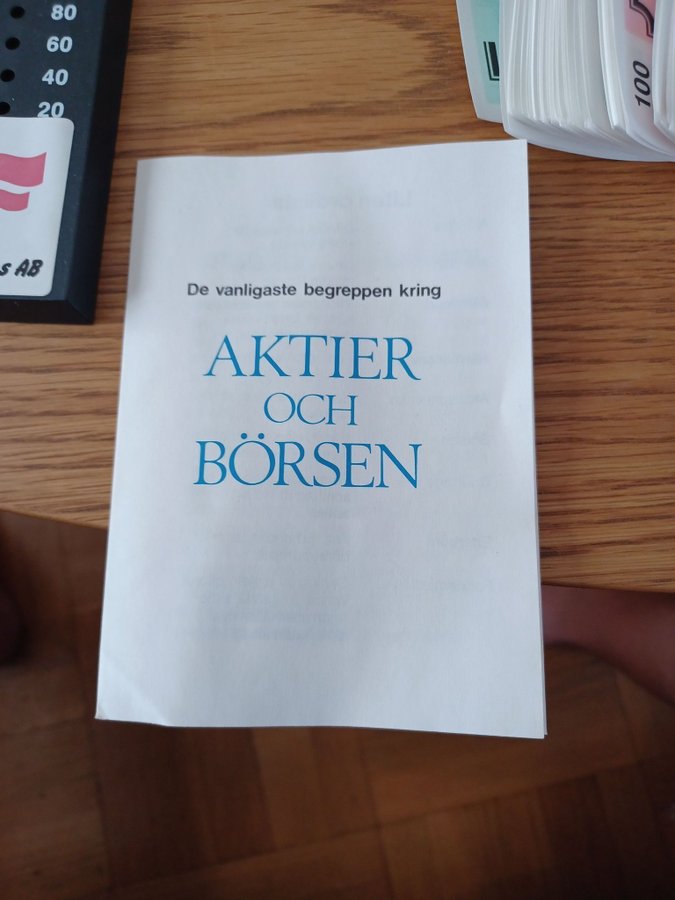 80
60
40
20
s AB
100
De vanligaste begreppen kring
AKTIER
OCH
BÖRSEN